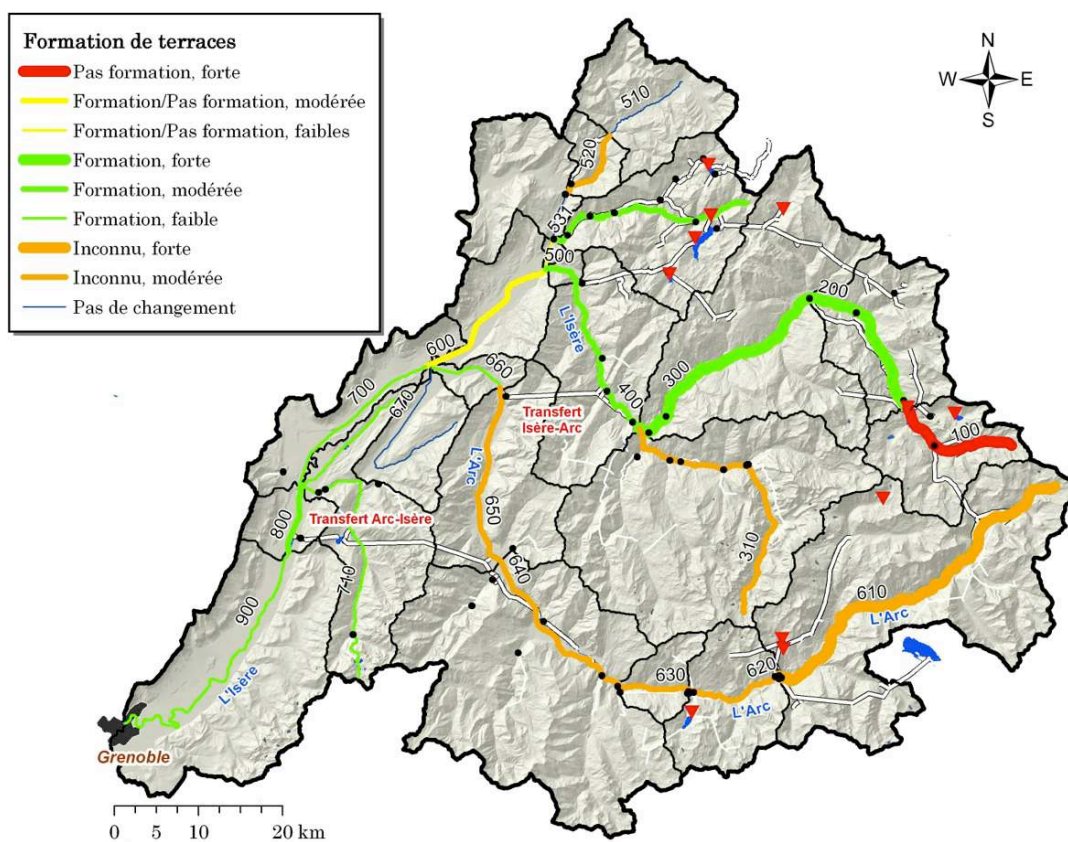 Formation de terraces
Pas formation, forte
Formation/Pas formation, modérée
Formation/Pas formation, faibles
Formation, forte
Formation, modérée
Formation, faible
Inconnu, forte
Inconnu, modérée
Pas de changement
N
W
E
S
510
520
531
500
200
L'Isère
600
660
300
700
670
400
Transfert
Isère-Arc
100
L'Arc
650
Transfert Arc-Isère
800
310
640
710
610
L'Arc
900
630
620
L'Isère
L'Arc
Grenoble
0 5 10 20 km